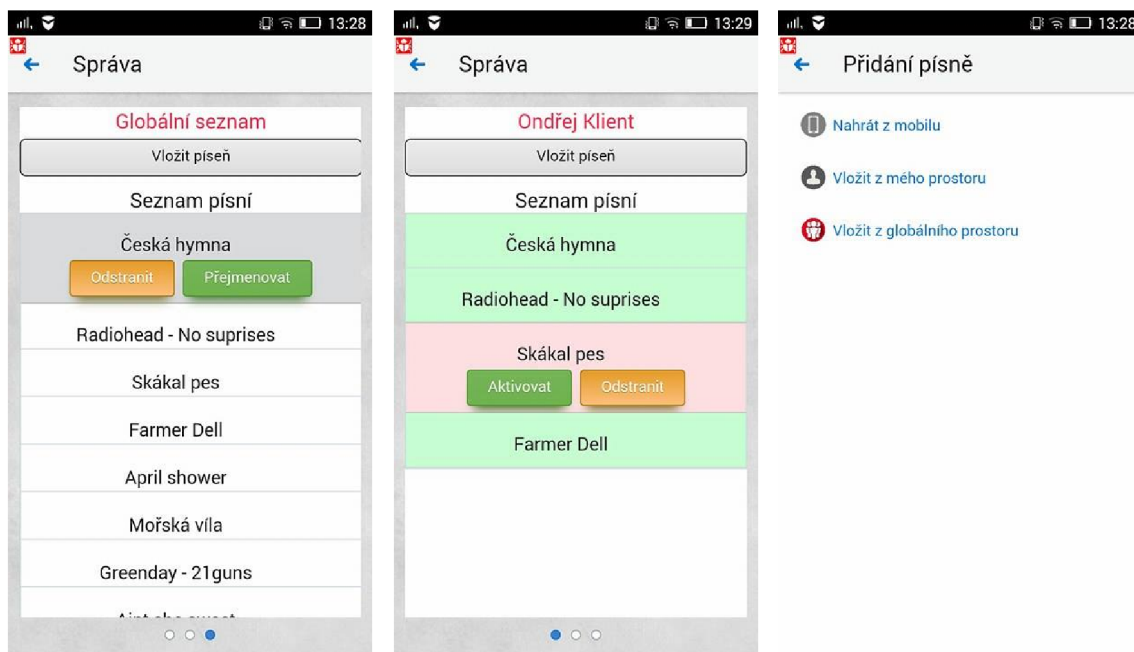 13:28
Správa
Globální seznam
Vložit píseň
Seznam písní
Česká hymna
Odstranit Přejmenovat
Radiohead - No suprises
Skákal pes
Farmer Dell
April shower
Mořská víla
Greenday - 21guns
Aint she sweet
13:29
Správa
Ondřej Klient
Vložit píseň
Seznam písní
Česká hymna
Radiohead - No suprises
Skákal pes
Aktivovat Odstranit
Farmer Dell
13:28
Přidání písně
Nahrát z mobilu
Vložit z mého prostoru
Vložit z globálního prostoru